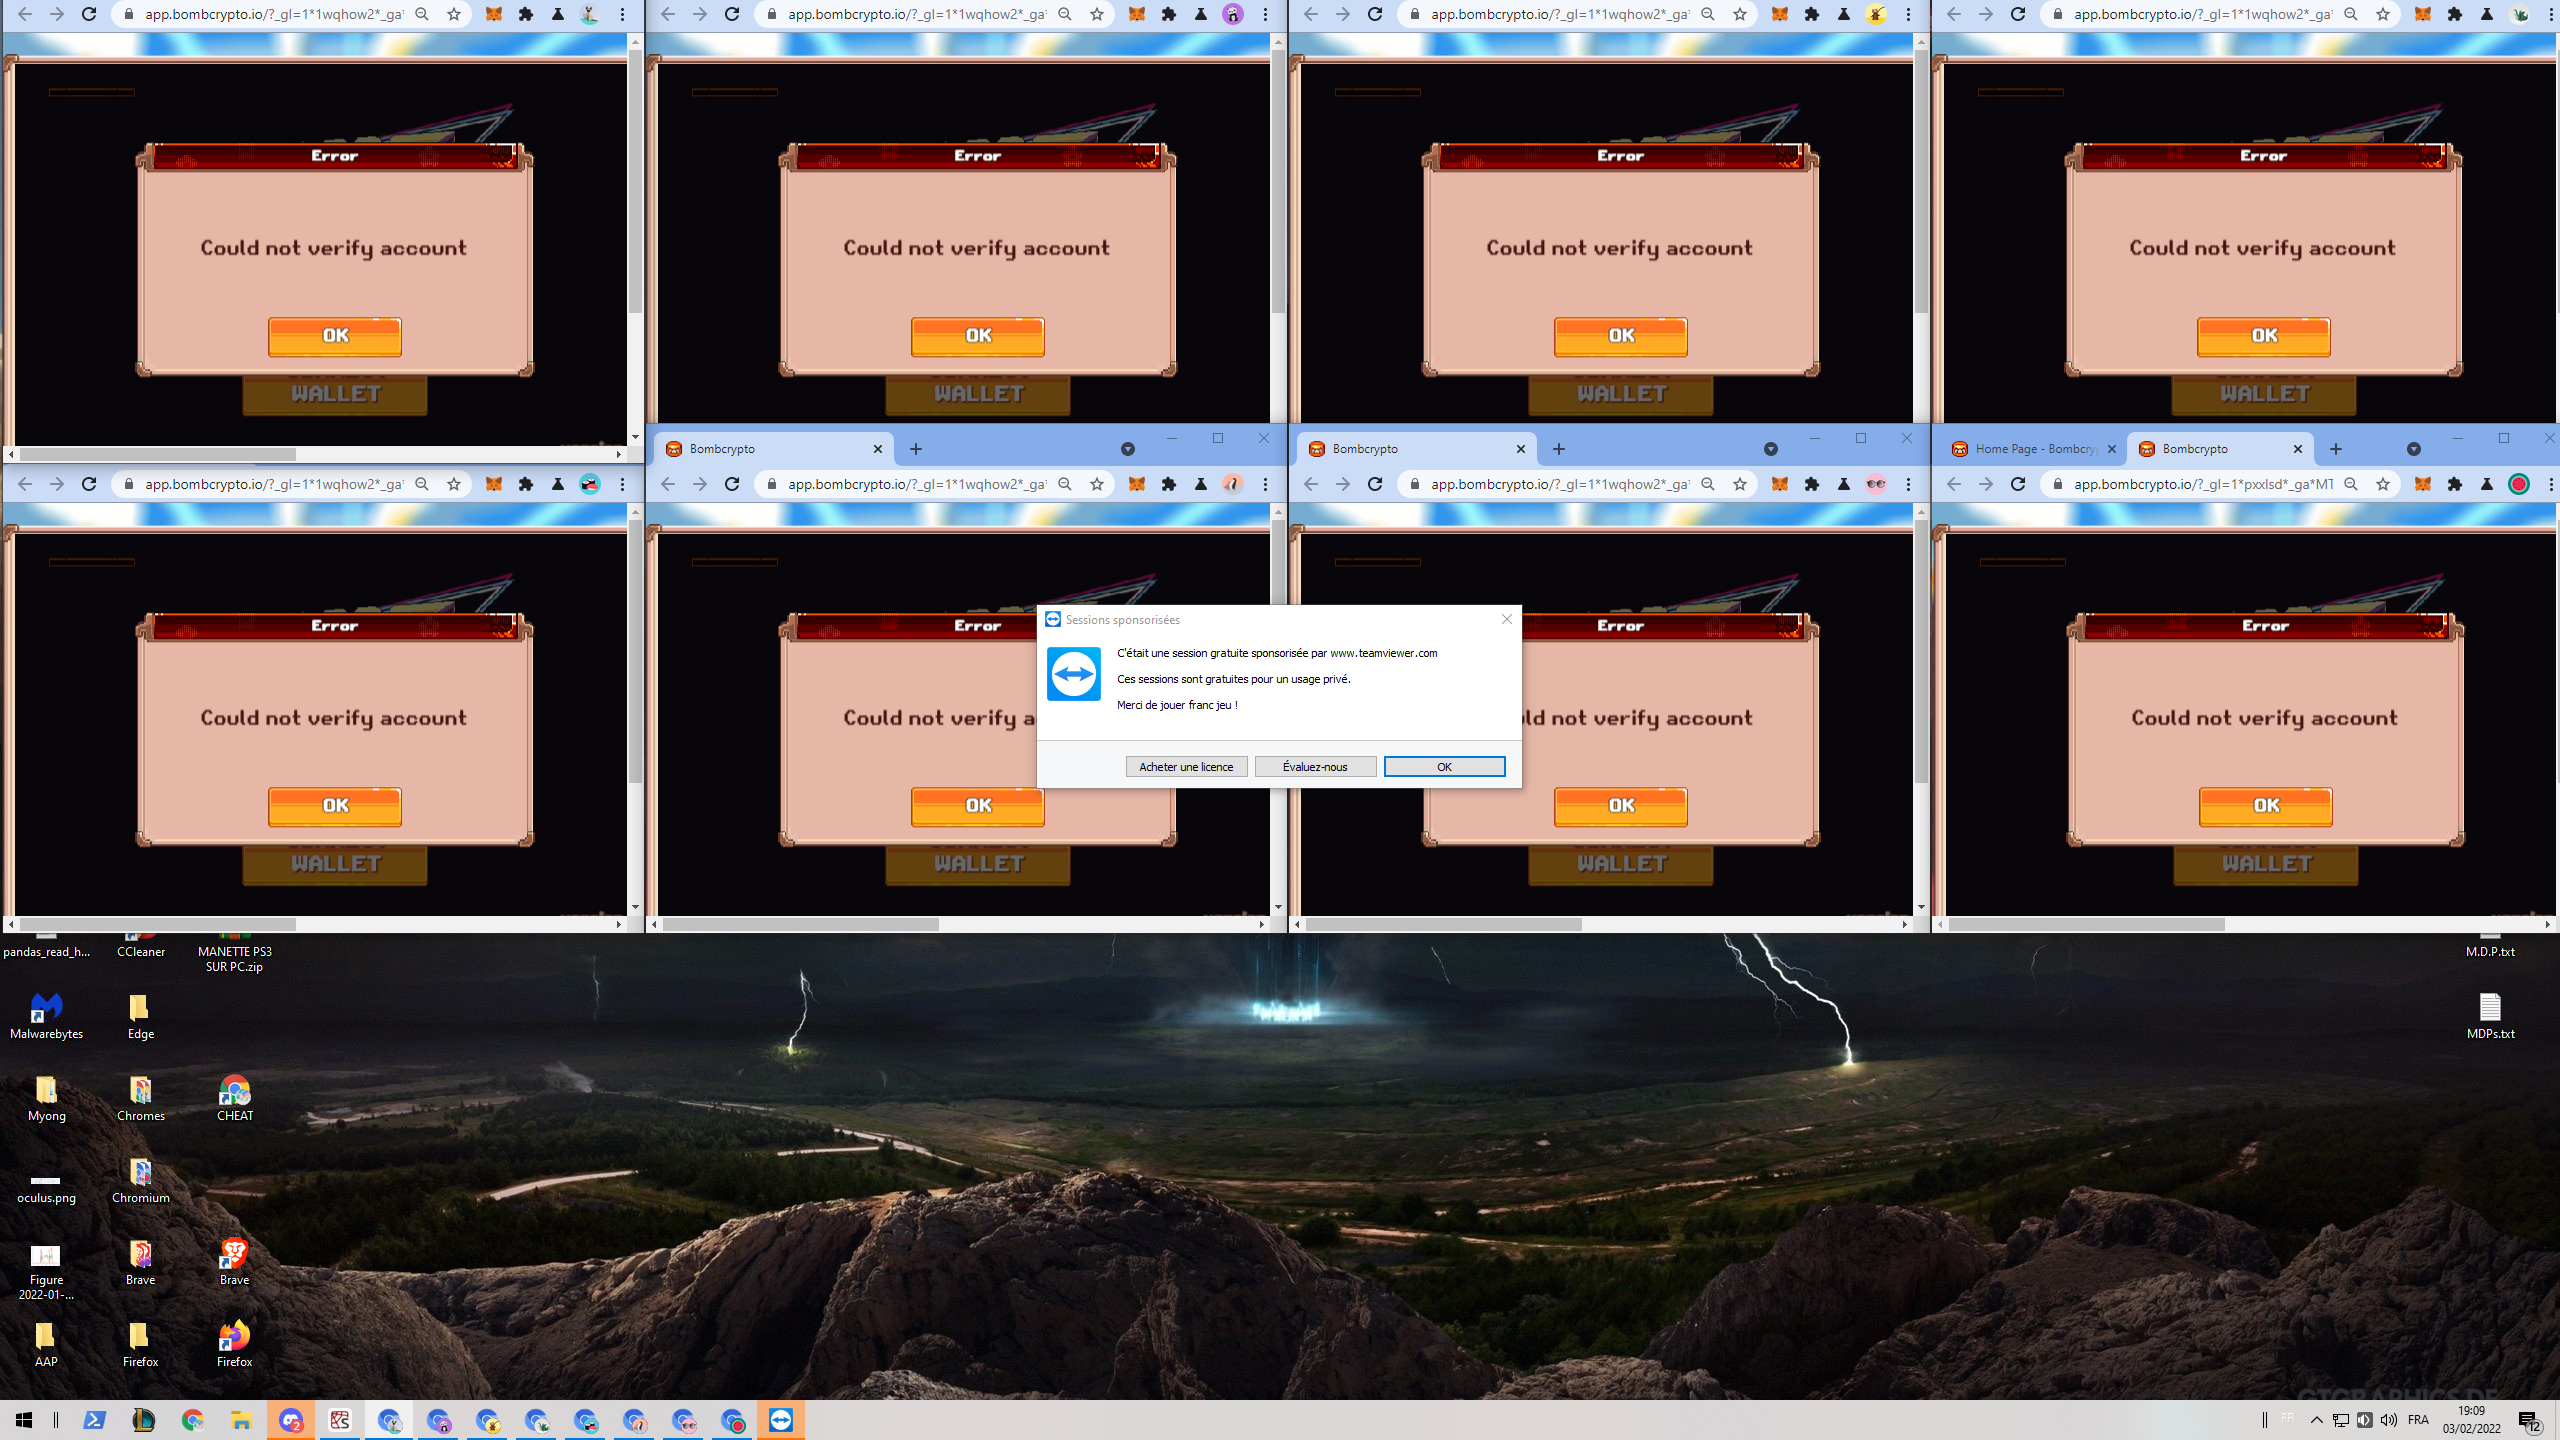 app.bombcrypto.io/?_gl=1*1wqhow2*_ga*
app.bombcrypto.io/?_gl=1*1wqhow2*_ga*
app.bombcrypto.io/?_gl=1*1wqhow2*_ga*
app.bombcrypto.io/?_gl=1*1wqhow2*_ga*
Error
Error
Error
Error
Could not verify account
Could not verify account
Could not verify account
Could not verify account
OK
OK
OK
OK
WALLET
WALLET
WALLET
WALLET
Bombcrypto
Bombcrypto
Home Page - Bombcry
Bombcrypto
app.bombcrypto.io/?_gl=1*1wqhow2*_ga*
app.bombcrypto.io/?_gl=1*1wqhow2*_ga*
app.bombcrypto.io/?_gl=1*1wqhow2*_ga*
app.bombcrypto.io/?_gl=1*pxxlsd*_ga*MT
Error
Error
Error
Error
Could not verify account
Could not verify a
ld not verify account
Could not verify account
OK
OK
OK
OK
WALLET
WALLET
WALLET
WALLET
Sessions sponsorisées
C'était une session gratuite sponsorisée par www.teamviewer.com
Ces sessions sont gratuites pour un usage privé.
Merci de jouer franc jeu !
Acheter une licence
Évaluez-nous
OK
pandas_read_h...
CCleaner
MANETTE PS3
SUR PC.zip
M.D.P.txt
Malwarebytes
Edge
MDPs.txt
Myong
Chromes
CHEAT
oculus.png
Chromium
Figure
2022-01-...
Brave
Brave
AAP
Firefox
Firefox
GTGRAPHICS.DE
2
FR
FRA
19:09
03/02/2022
12